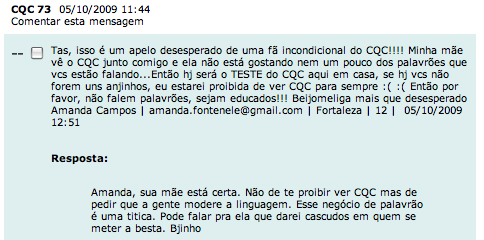 CQC 73 05/10/2009 11:44
Comentar esta mensagem
-- Tas, isso é um apelo desesperado de uma fã incondicional do CQC!!!! Minha mãe
vê o CQC junto comigo e ela não está gostando nem um pouco dos palavrões que
vcs estão falando...Então hj será o TESTE do CQC aqui em casa, se hj vcs não
forem uns anjinhos, eu estarei proibida de ver CQC para sempre :( :( Então por
favor, não falem palavrões, sejam educados!!! Beijomeliga mais que desesperado
Amanda Campos | amanda.fontenele@gmail.com | Fortaleza | 12 | 05/10/2009
12:51
Resposta:
Amanda, sua mãe está certa. Não de te proibir ver CQC mas de
pedir que a gente modere a linguagem. Esse negócio de palavrão
é uma titica. Pode falar pra ela que darei cascudos em quem se
meter a besta. Bjinho